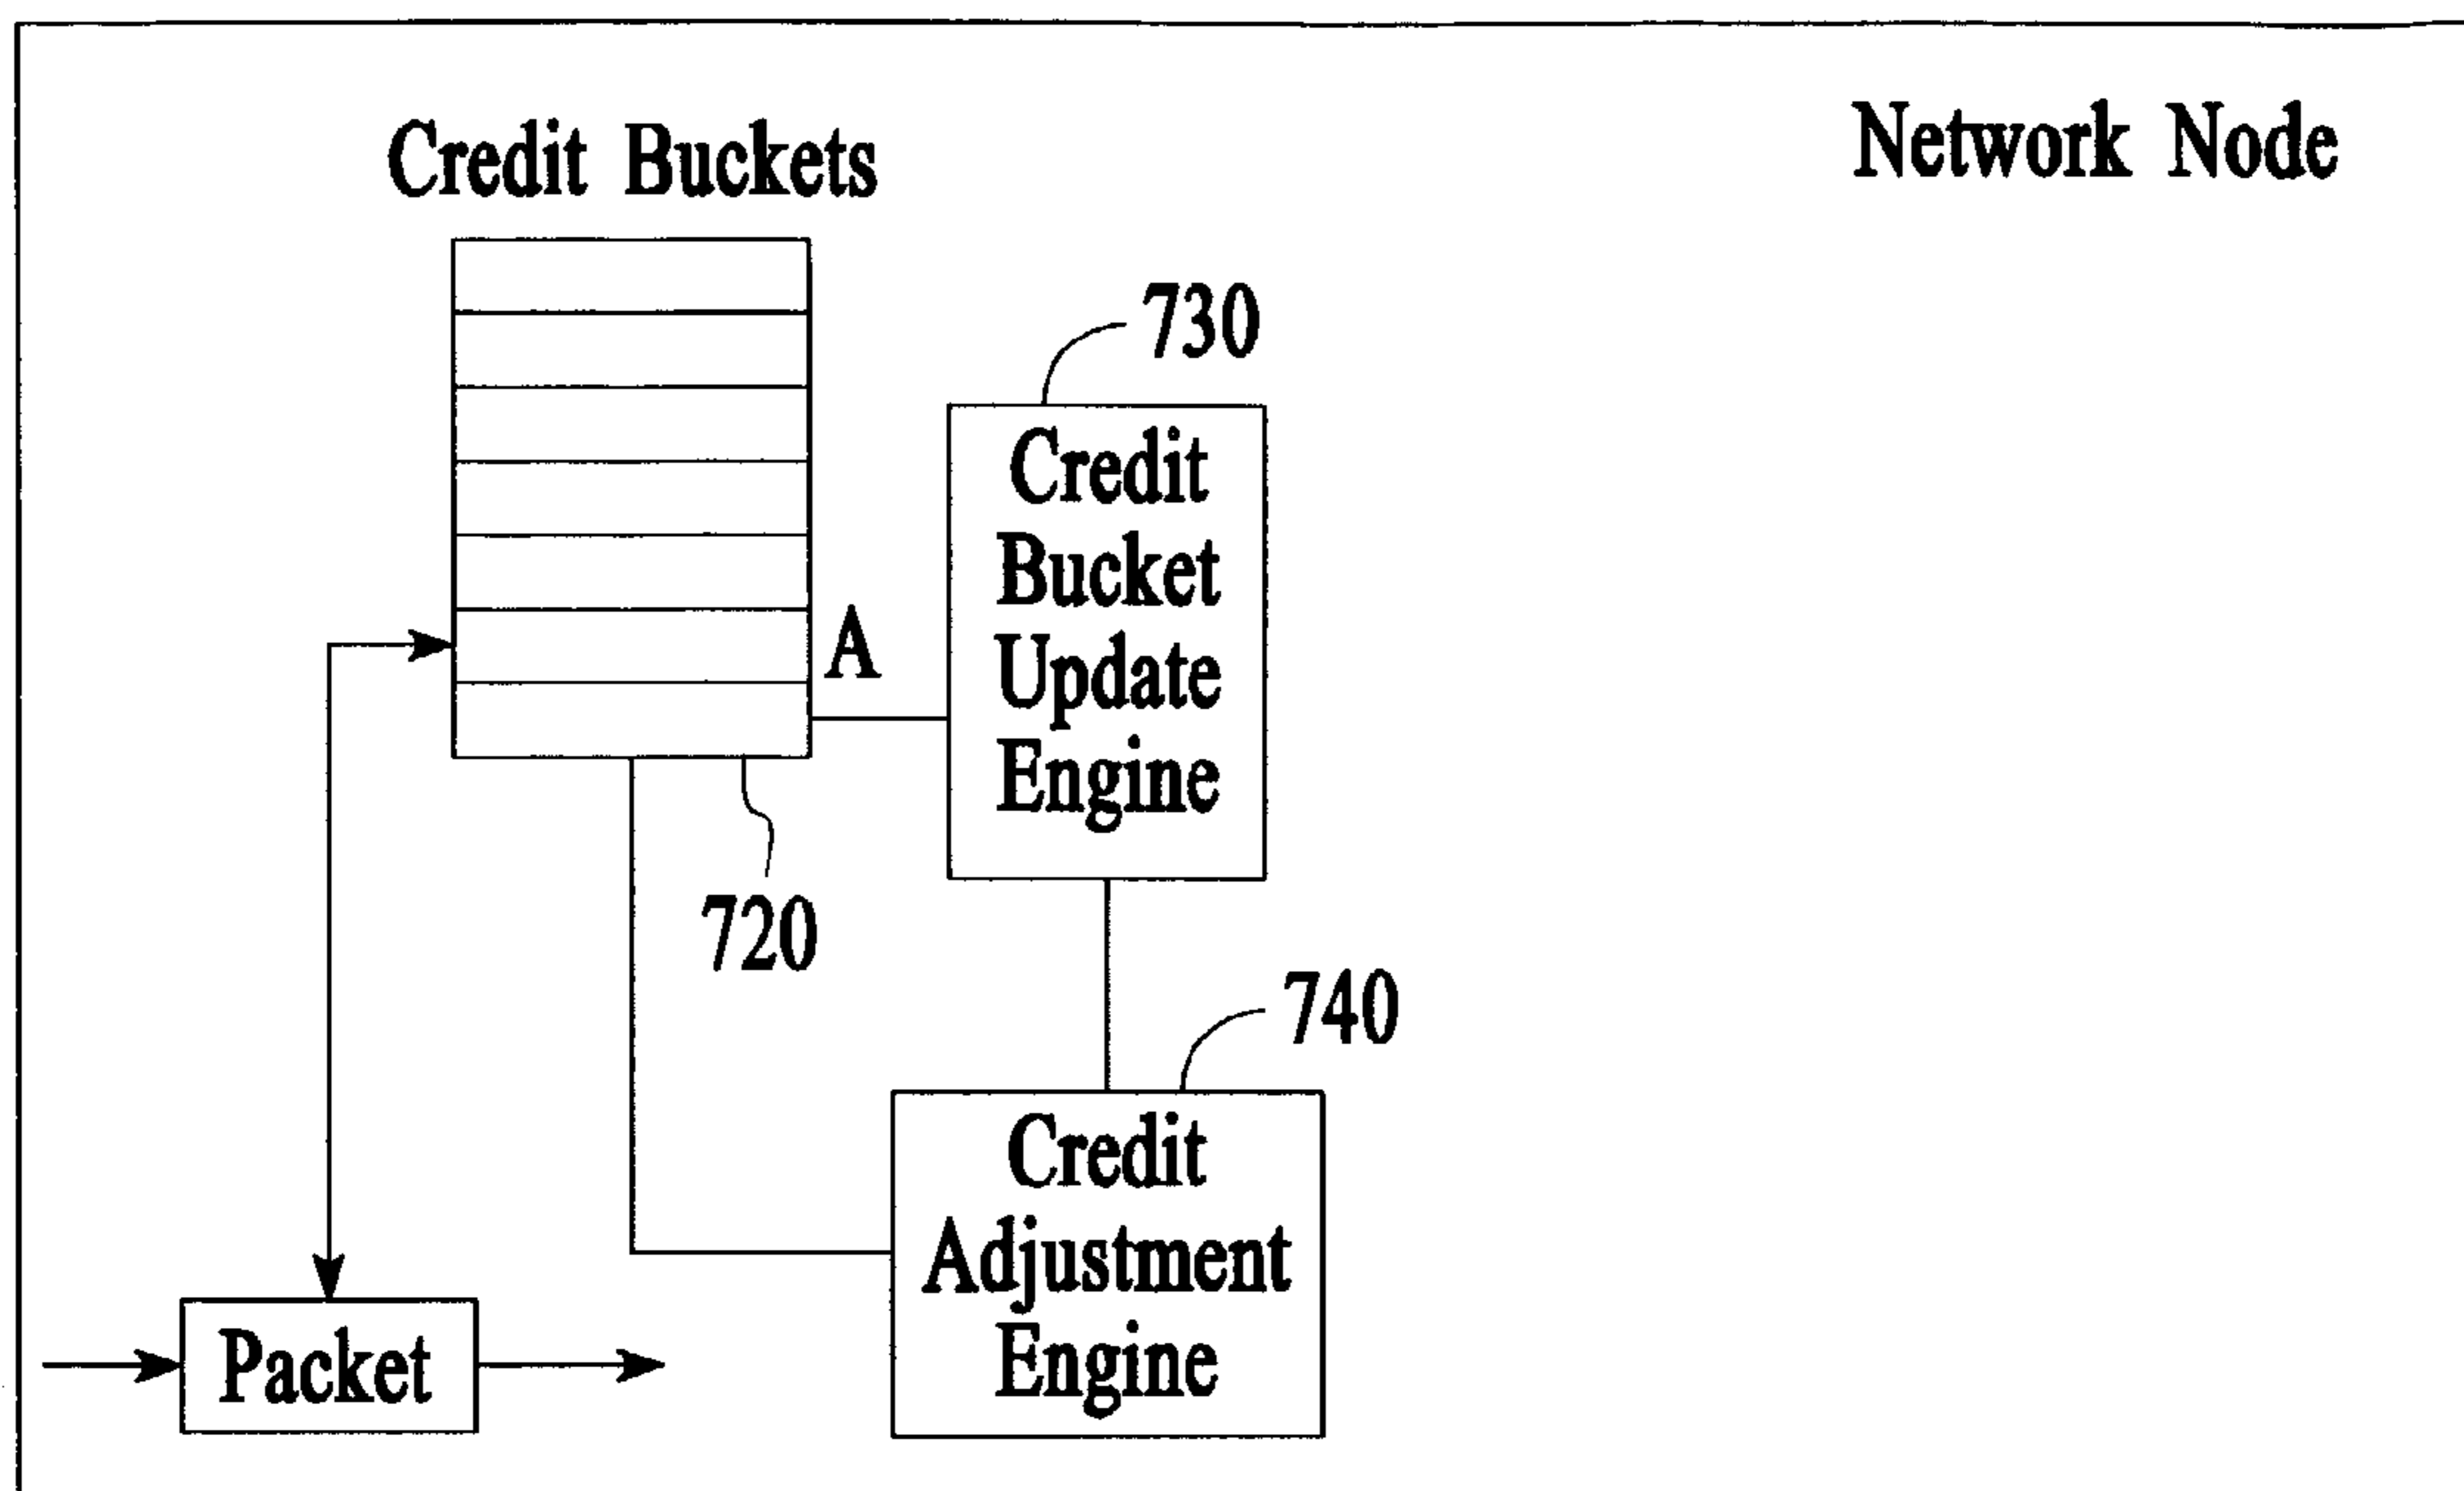 Credit Buckets
Network Node
730
Credit
Bucket
Update
Engine
A
720
740
Credit
Adjustment
Engine
Packet